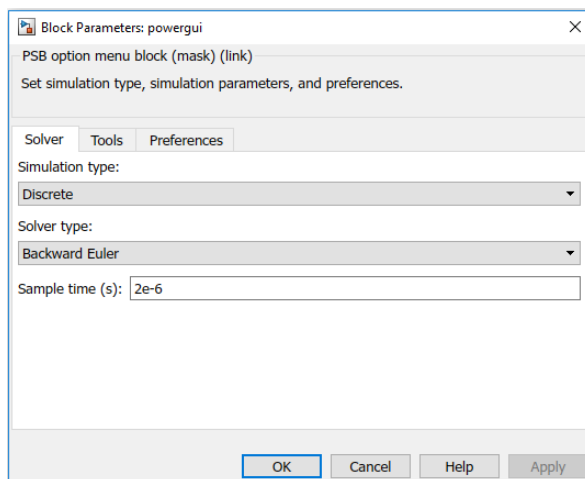 Block Parameters: powergui
PSB option menu block (mask) (link)
Set simulation type, simulation parameters, and preferences.
Solver Tools Preferences
Simulation type:
Discrete
Solver type:
Backward Euler
Sample time (s): 2e-6
OK Cancel Help Apply